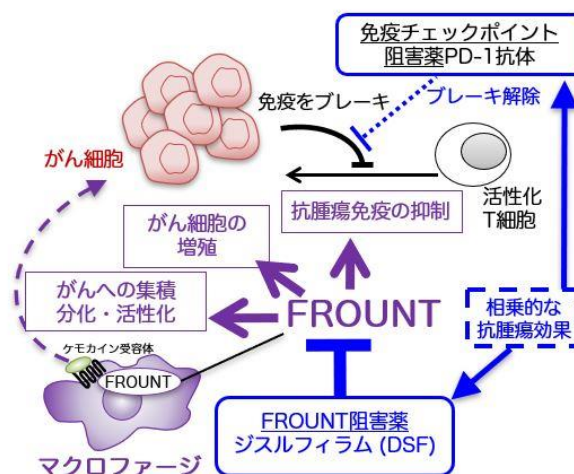 免疫チェックポイント
阻害薬PD-1抗体
免疫をブレーキ
ブレーキ解除
がん細胞
活性化
T細胞
抗腫瘍免疫の抑制
がん細胞の
増殖
がんへの集積
分化・活性化
FROUNT
相乗的な
抗腫瘍効果
ケモカイン受容体
FROUNT
マクロファージ
FROUNT阻害薬
ジスルフィラム (DSF)